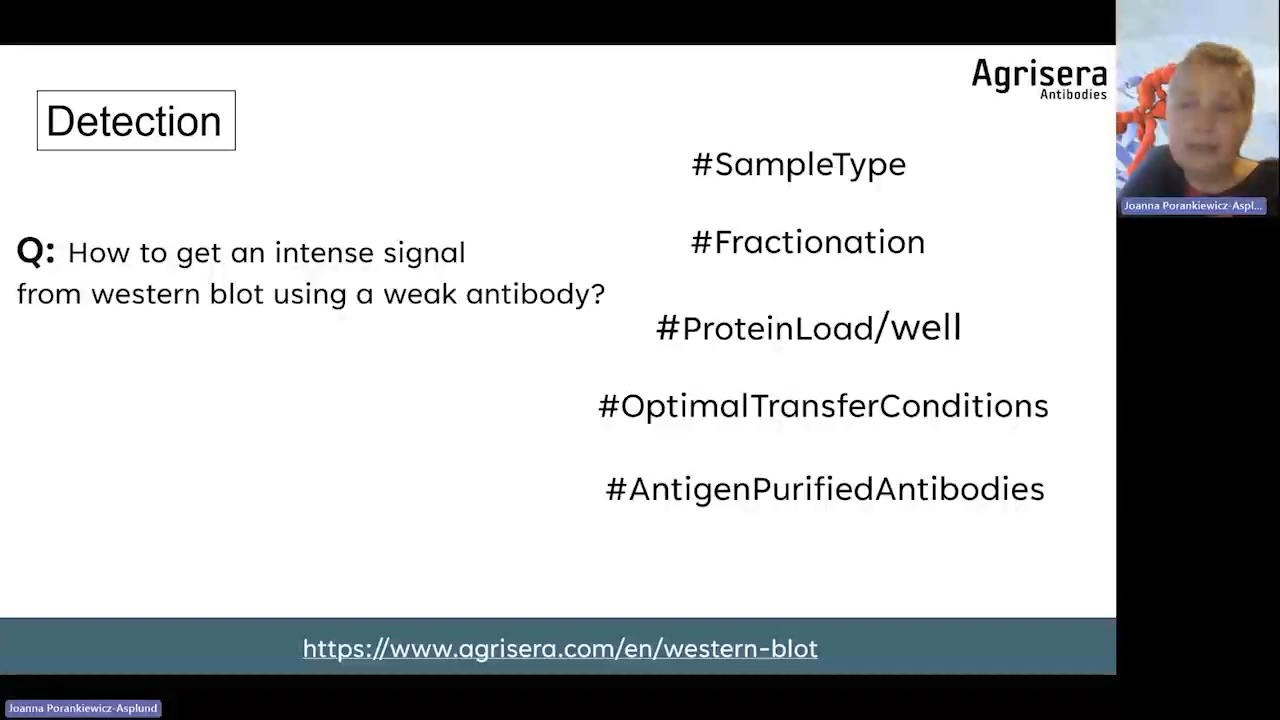 Detection
Agrisera
Antibodies
Q: How to get an intense signal
from western blot using a weak antibody?
#SampleType
#Fractionation
#ProteinLoad/well
#OptimalTransferConditions
#AntigenPurifiedAntibodies
https://www.agrisera.com/en/western-blot
Joanna Porankiewicz-Aspl...
Joanna Porankiewicz-Asplund